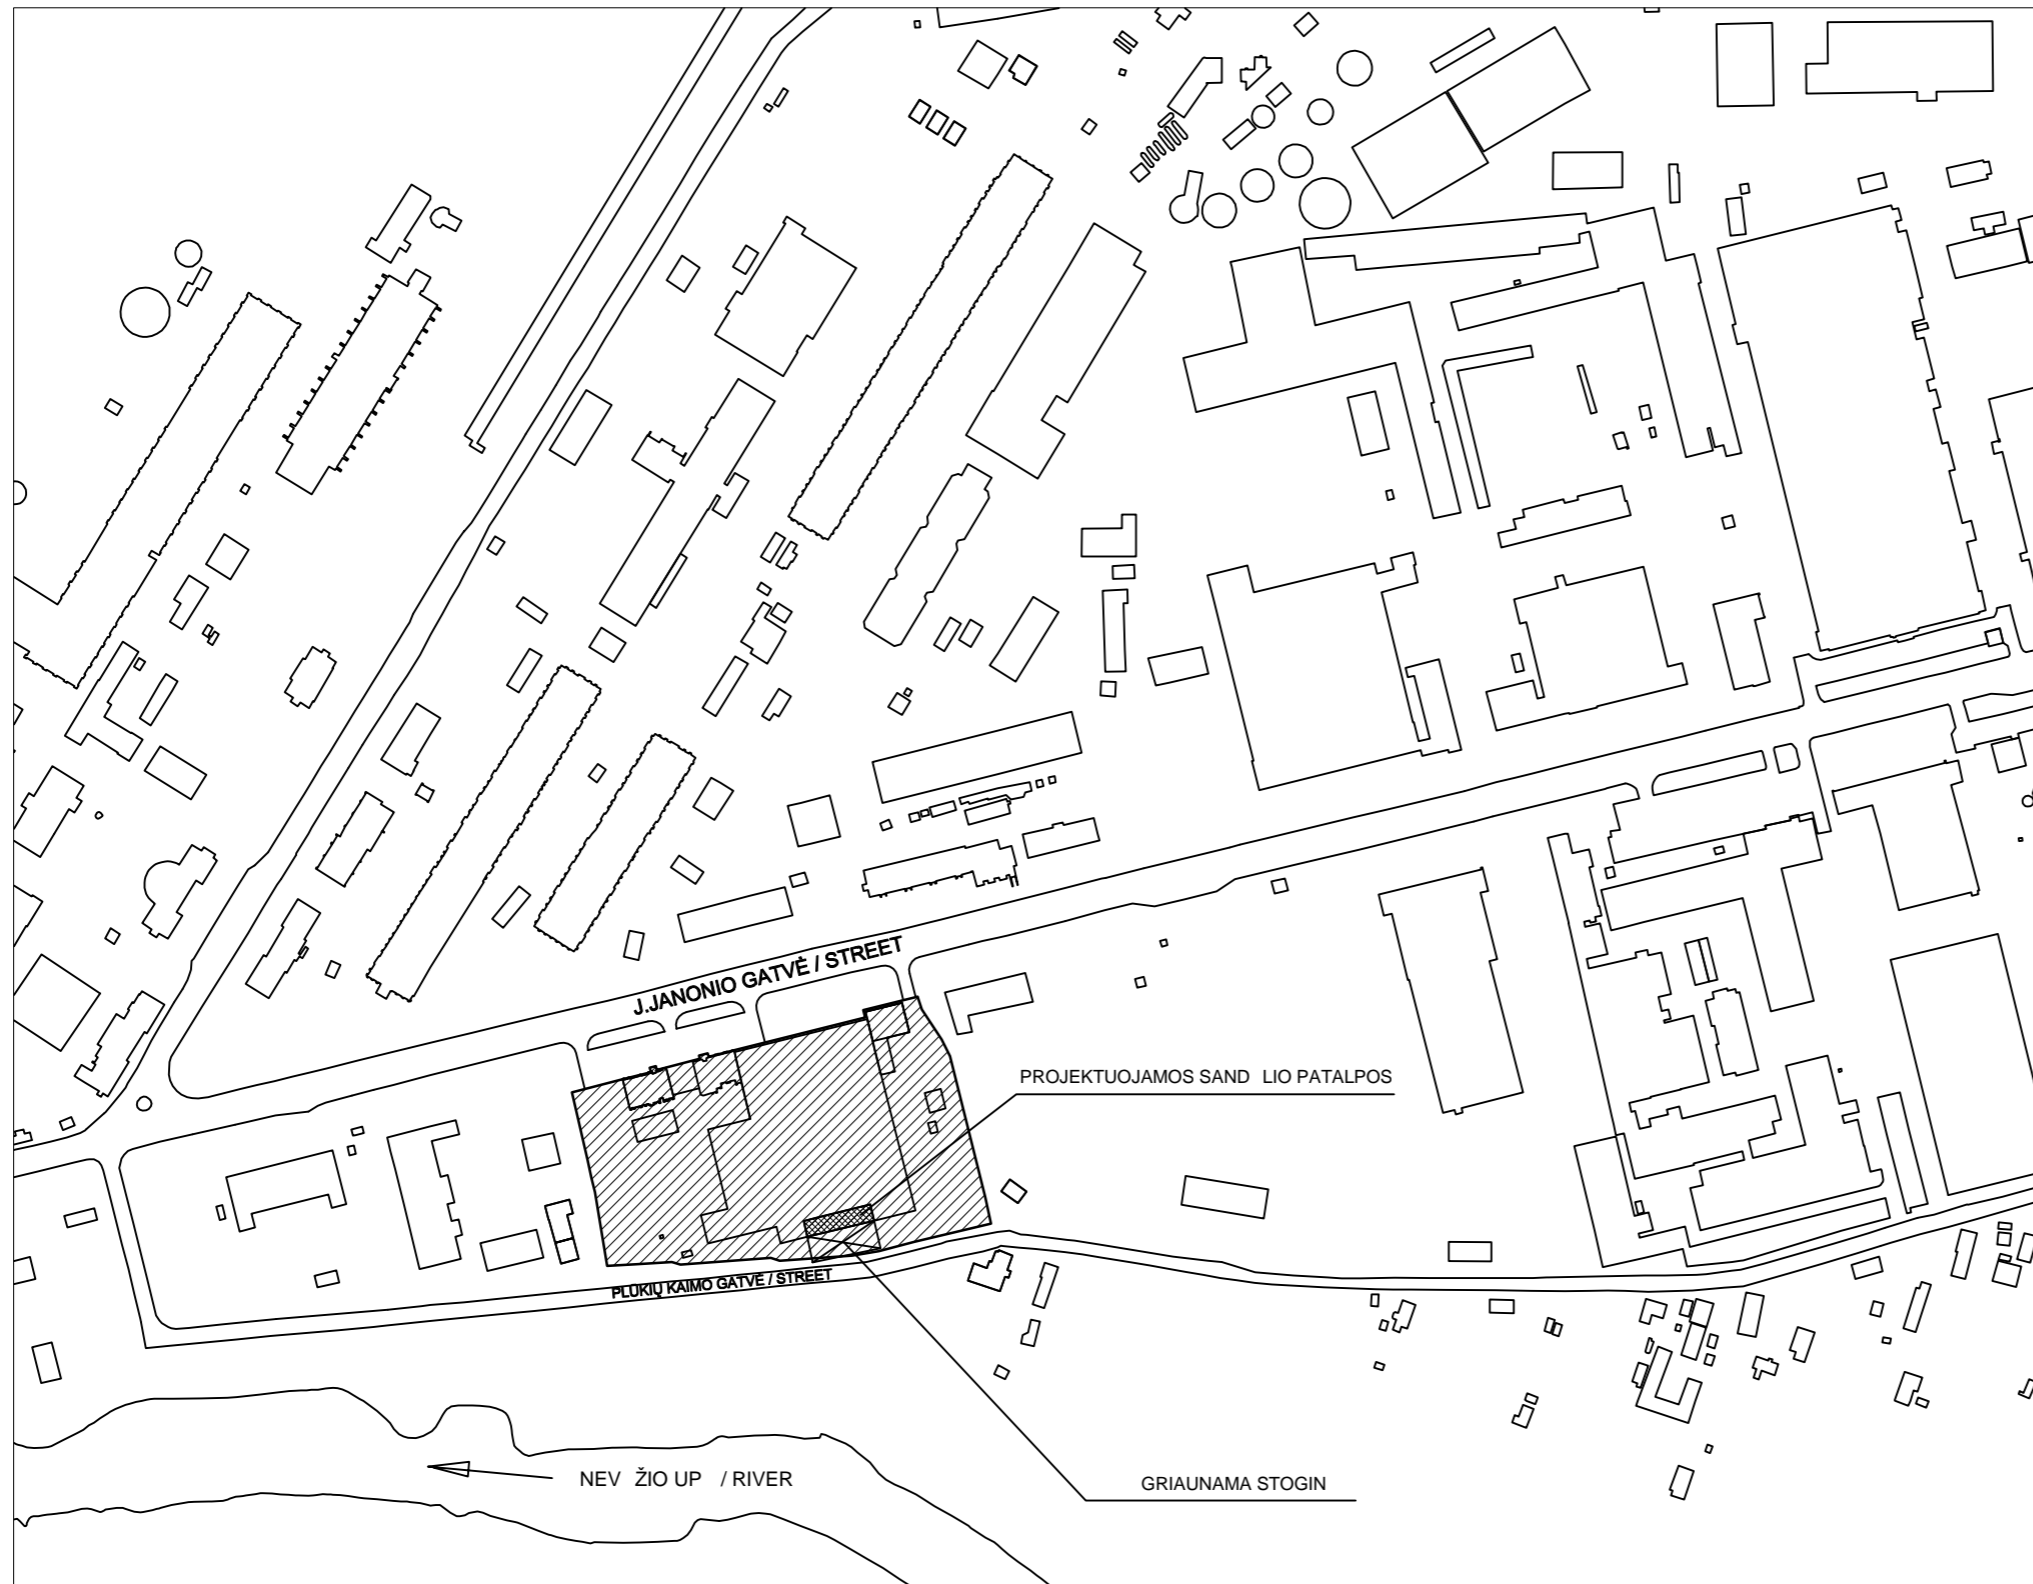 J.JANONIO GATVĖ / STREET
PROJEKTUOJAMOS SAND LIO PATALPOS
PLŪKIŲ KAIMO GATVĖ / STREET
NEV ŽIO UP / RIVER
GRIAUNAMA STOGIN